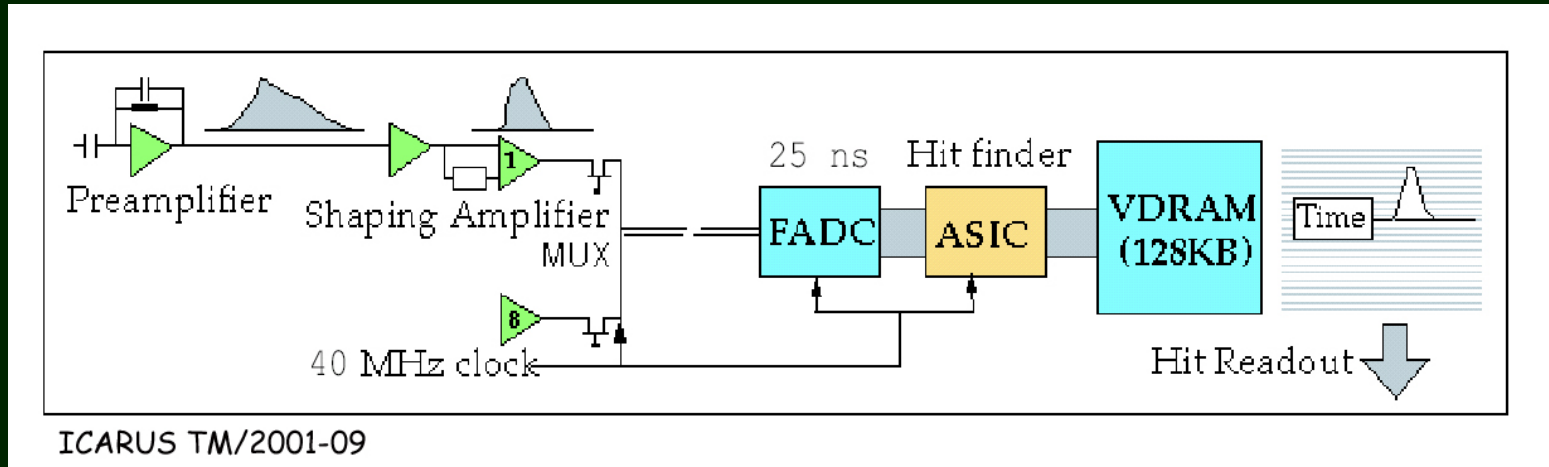 25 ns
Hit finder
Preamplifier
Shaping Amplifier
MUX
1
FADC
ASIC
VDRAM
(128KB)
Time
8
40 MHz clock
Hit Readout
ICARUS TM/2001-09